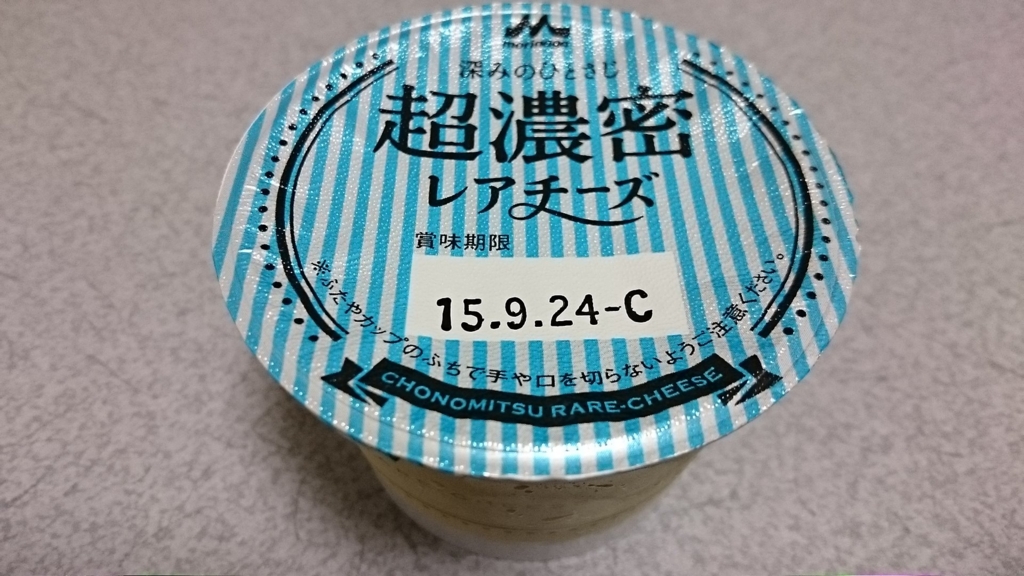 morinaga
深みのひとさじ
超濃密
レアチーズ
賞味期限
15.9.24-C
※ふたやカップのふちで手や口を切らないようご注意ください。
CHONOMITSU RARE-CHEESE